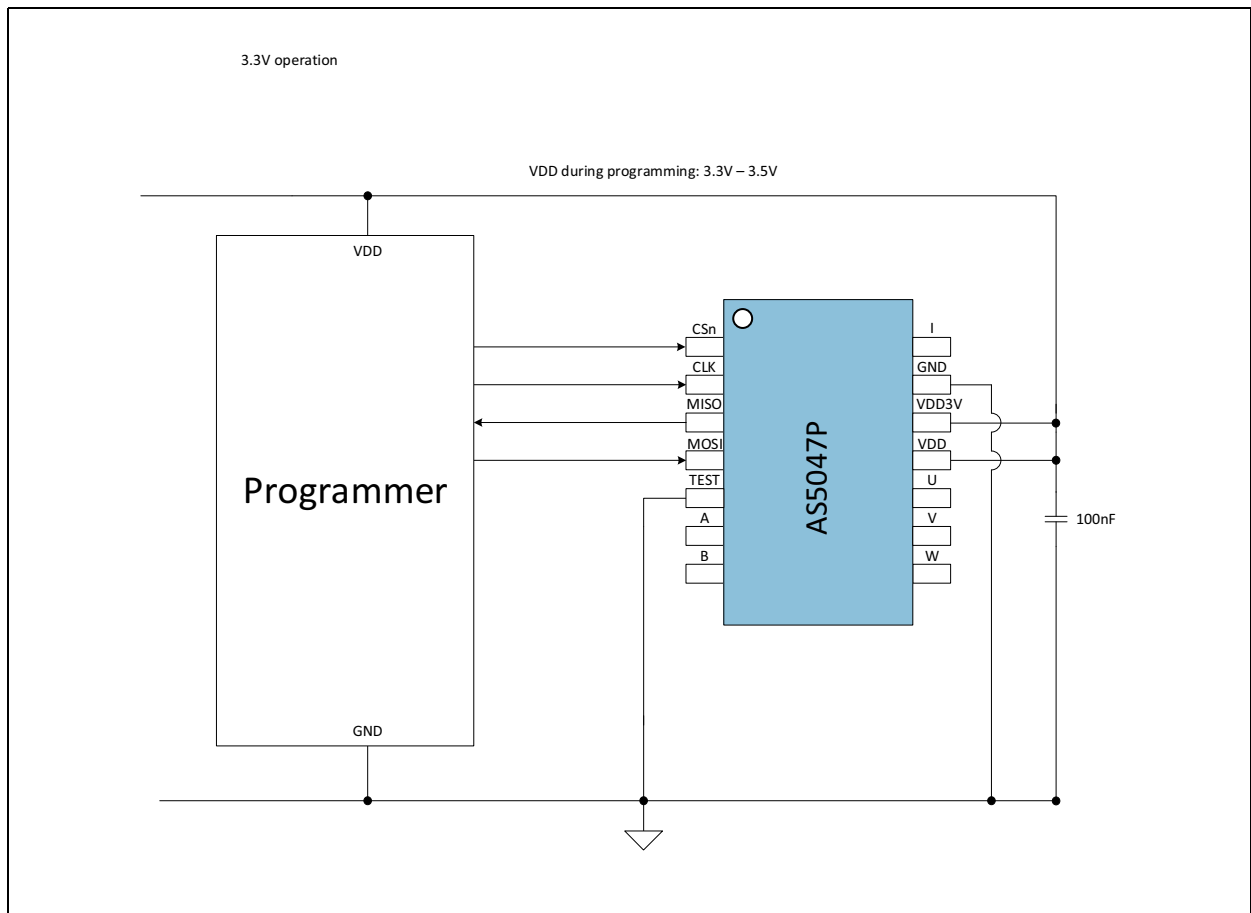 3.3V operation
VDD during programming: 3.3V – 3.5V
VDD
Programmer
GND
CSn
CLK
MISO
MOSI
TEST
A
B
AS5047P
I
GND
VDD3V
VDD
U
V
W
100nF